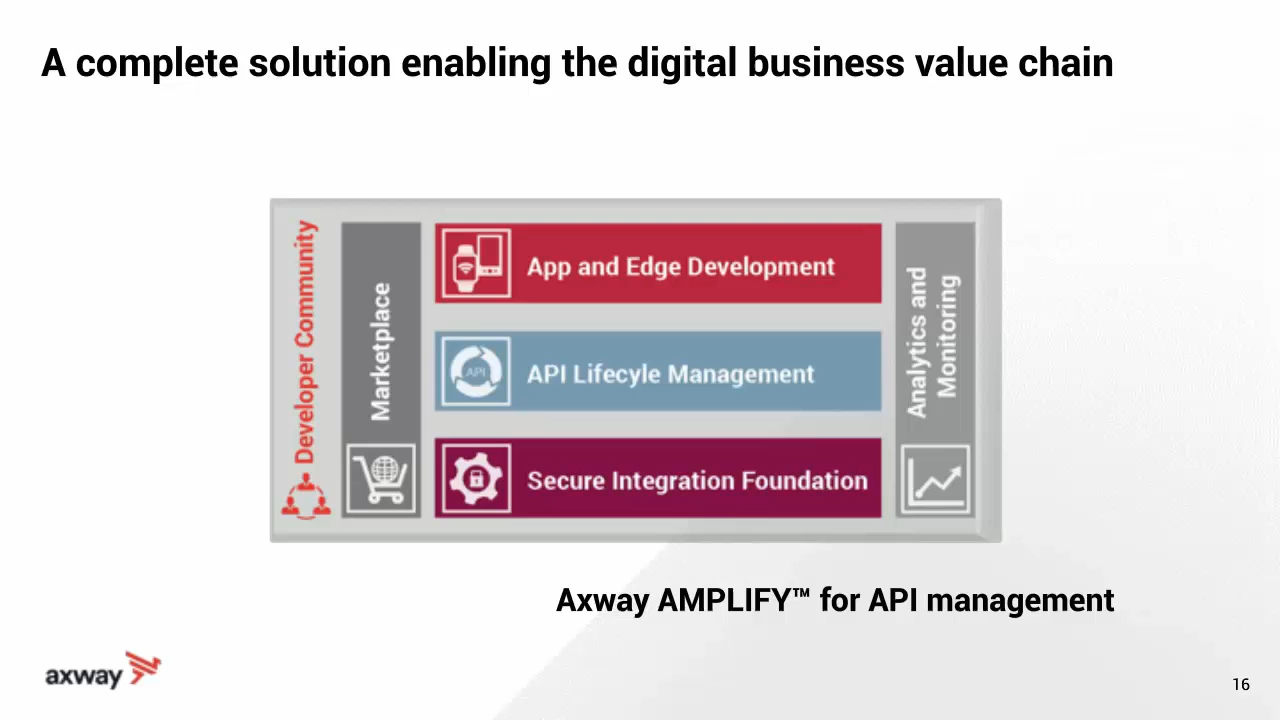 A complete solution enabling the digital business value chain
Developer Community
Marketplace
App and Edge Development
API
API Lifecyle Management
Secure Integration Foundation
Analytics and
Monitoring
Axway AMPLIFY™ for API management
axway
16